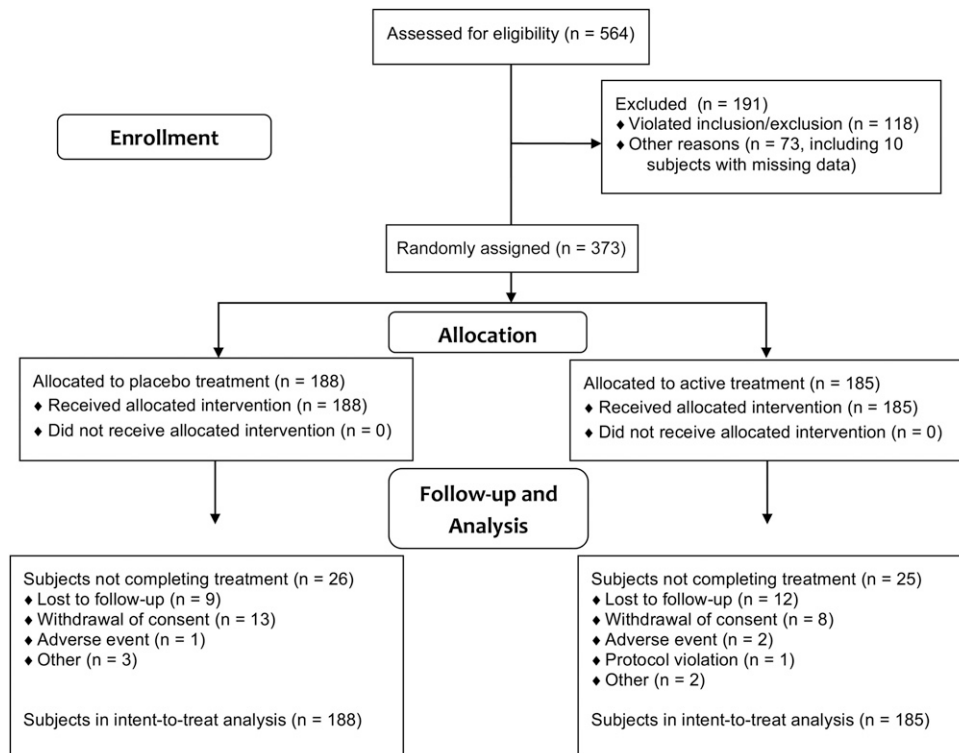 Assessed for eligibility (n = 564)
Enrollment
Excluded (n = 191)
♦ Violated inclusion/exclusion (n = 118)
♦ Other reasons (n = 73, including 10
subjects with missing data)
Randomly assigned (n = 373)
Allocation
Allocated to placebo treatment (n = 188)
♦ Received allocated intervention (n = 188)
♦ Did not receive allocated intervention (n = 0)
Allocated to active treatment (n = 185)
♦ Received allocated intervention (n = 185)
♦ Did not receive allocated intervention (n = 0)
Follow-up and
Analysis
Subjects not completing treatment (n = 26)
♦ Lost to follow-up (n = 9)
♦ Withdrawal of consent (n = 13)
♦ Adverse event (n = 1)
♦ Other (n = 3)
Subjects in intent-to-treat analysis (n = 188)
Subjects not completing treatment (n = 25)
♦ Lost to follow-up (n = 12)
♦ Withdrawal of consent (n = 8)
♦ Adverse event (n = 2)
♦ Protocol violation (n = 1)
♦ Other (n = 2)
Subjects in intent-to-treat analysis (n = 185)